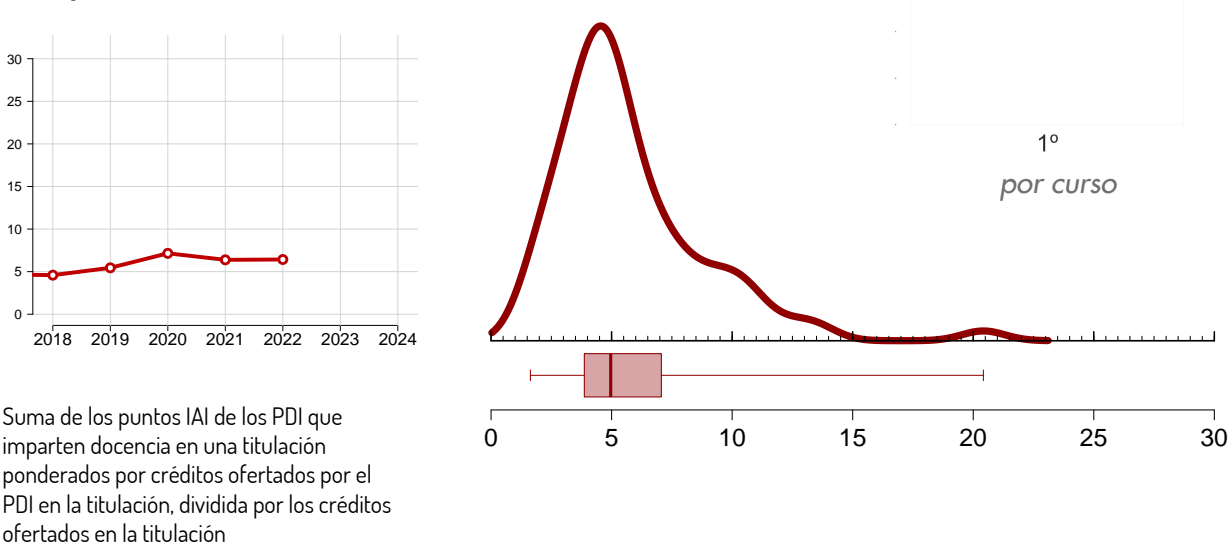 30
25
20
15
10
5
0
2018 2019 2020 2021 2022 2023 2024
Suma de los puntos IAI de los PDI que
imparten docencia en una titulación
ponderados por créditos ofertados por el
PDI en la titulación, dividida por los créditos
ofertados en la titulación
1º
por curso
0 5 10 15 20 25 30